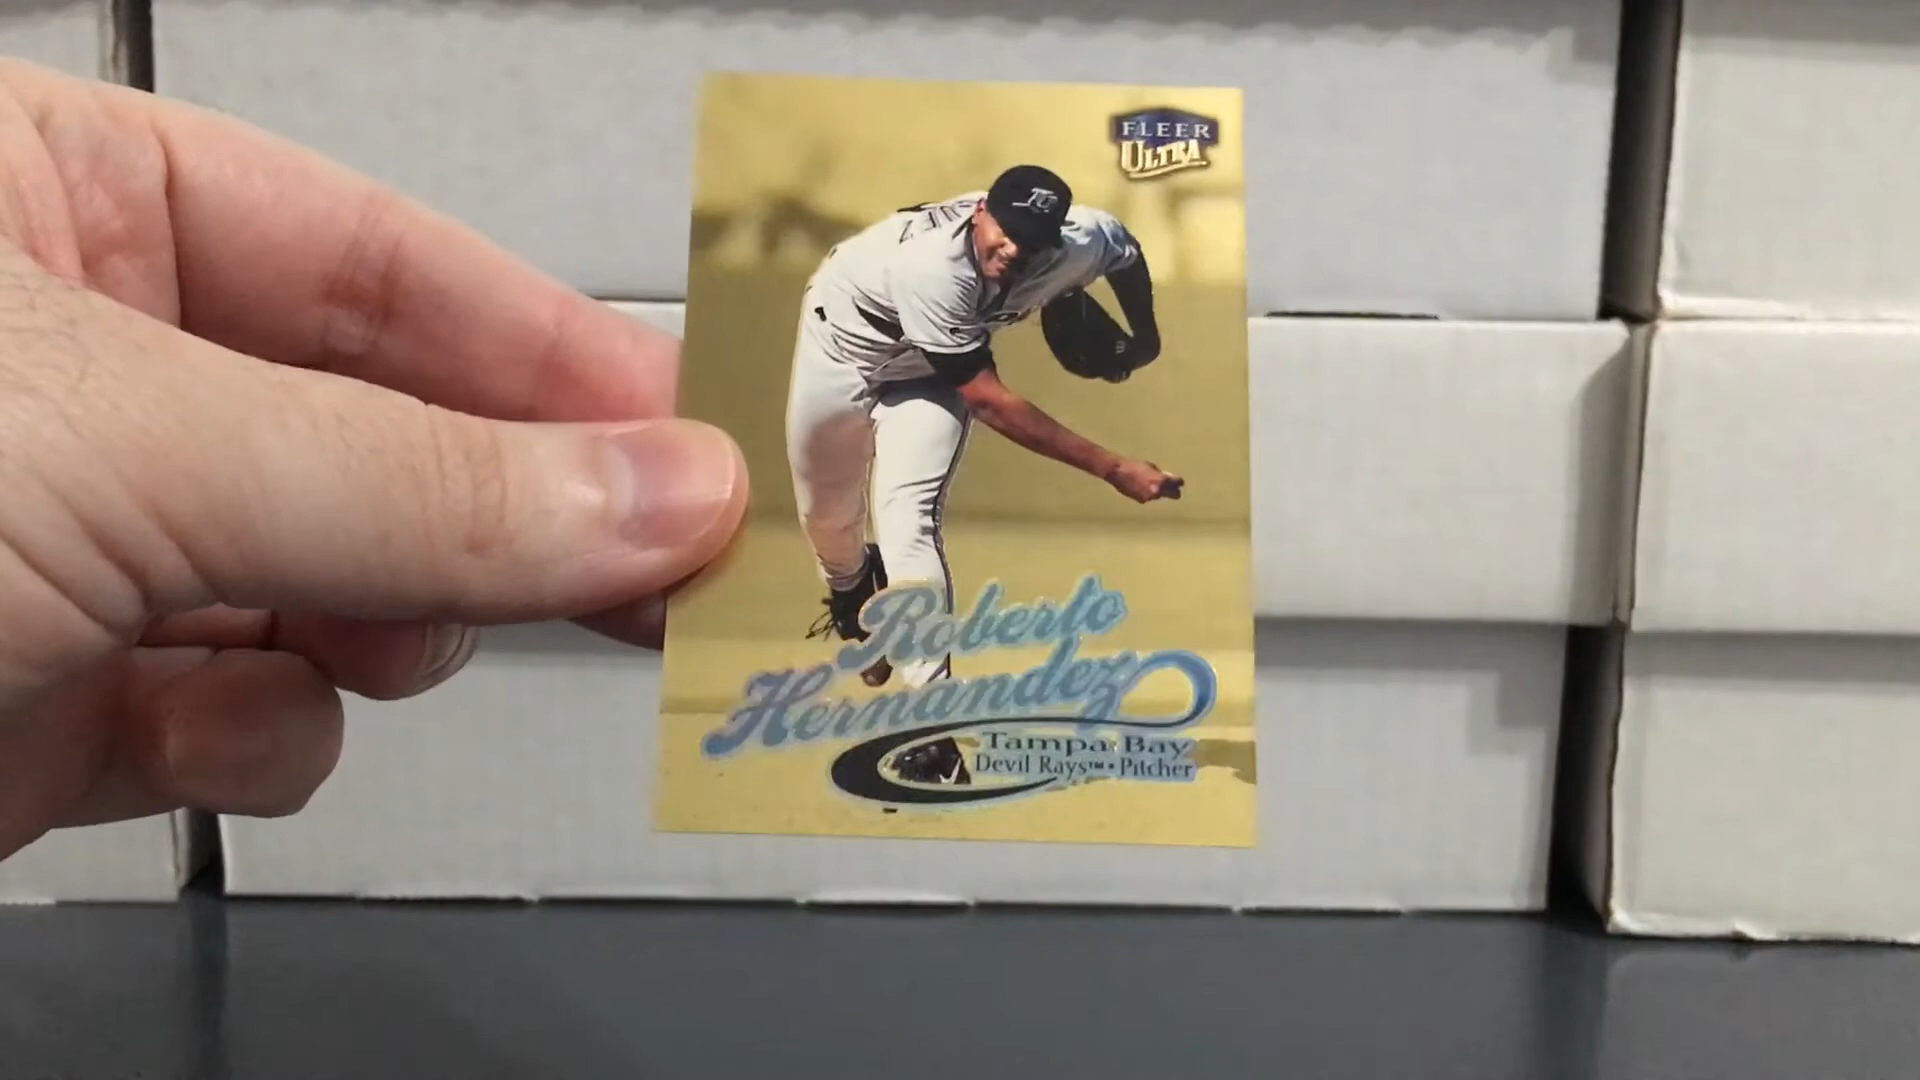 FLEER
ULTRA
Roberto
Hernandez
Tampa Bay
Devil Rays™ • Pitcher